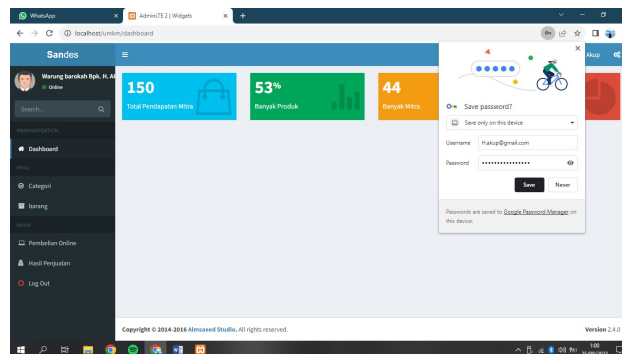 WhatsApp
AdminLTE 2 | Widgets
localhost/umkm/dashboard
Sandes
Akup
Warung barokah Bpk. H. Al
Online
Search...
MAIN NAVIGATION
Dashboard
Menu
Categori
barang
Pembelian Online
Hasil Penjualan
Log Out
150
Total Pendapatan Mitra
53%
Banyak Produk
44
Banyak Mitra
Save password?
Save only on this device
Username
H.akup@gmail.com
Password
•••••••••••••••
Save
Never
Passwords are saved to Google Password Manager on
this device.
Copyright © 2014-2016 Almsaeed Studio. All rights reserved.
Version 2.4.0
1:00